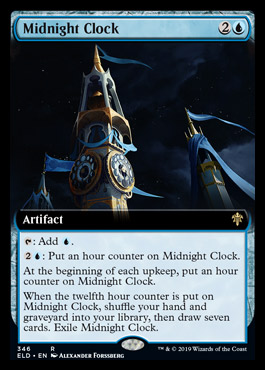 Midnight Clock 2
Artifact
: Add .
2 : Put an hour counter on Midnight Clock.
At the beginning of each upkeep, put an hour
counter on Midnight Clock.
When the twelfth hour counter is put on
Midnight Clock, shuffle your hand and
graveyard into your library, then draw seven
cards. Exile Midnight Clock.
346 R
ELD • EN ALEXANDER FORSSBERG ™ & © 2019 Wizards of the Coast